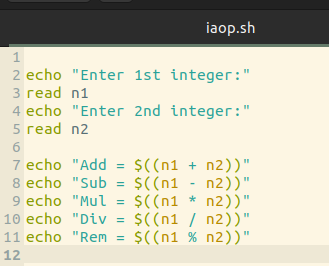 iaop.sh
1
2 echo "Enter 1st integer:"
3 read n1
4 echo "Enter 2nd integer:"
5 read n2
6
7 echo "Add = $((n1 + n2))"
8 echo "Sub = $((n1 - n2))"
9 echo "Mul = $((n1 * n2))"
10 echo "Div = $((n1 / n2))"
11 echo "Rem = $((n1 % n2))"
12